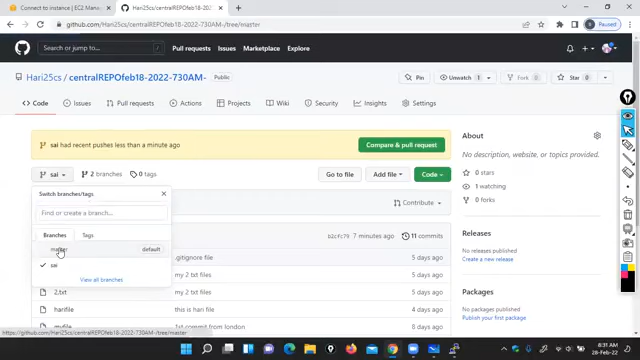 Connect to instance | EC2 Mana
Hari25cs/centralREPOfeb18-2022-
github.com/Hari25cs/centralREPOfeb18-2022-730AM-/tree/master
Search or jump to...
Pull requests
Issues
Marketplace
Explore
Hari25cs / centralREPOfeb18-2022-730AM-
Public
Pin
Unwatch 1
Fork 0
Star 0
Code
Issues
Pull requests
Actions
Projects
Wiki
Security
Insights
Settings
sai had recent pushes less than a minute ago
Compare & pull request
sai
2 branches
0 tags
Go to file
Add file
Code
Switch branches/tags
Find or create a branch...
Branches
Tags
master
default
sai
View all branches
Contribute
7 minutes ago
11 commits
.gitignore file
5 days ago
my 2 txt files
5 days ago
2.txt
my 2 txt files
5 days ago
harifile
this is hari file
4 days ago
myfile
1.txt commit from london
4 days ago
About
No description, website, or topics provided.
0 stars
1 watching
0 forks
Releases
No releases published
Create a new release
Packages
No packages published
Publish your first package
https://github.com/Hari25cs/centralREPOfeb18-2022-730AM-/tree/master
8:31 AM
28-Feb-22